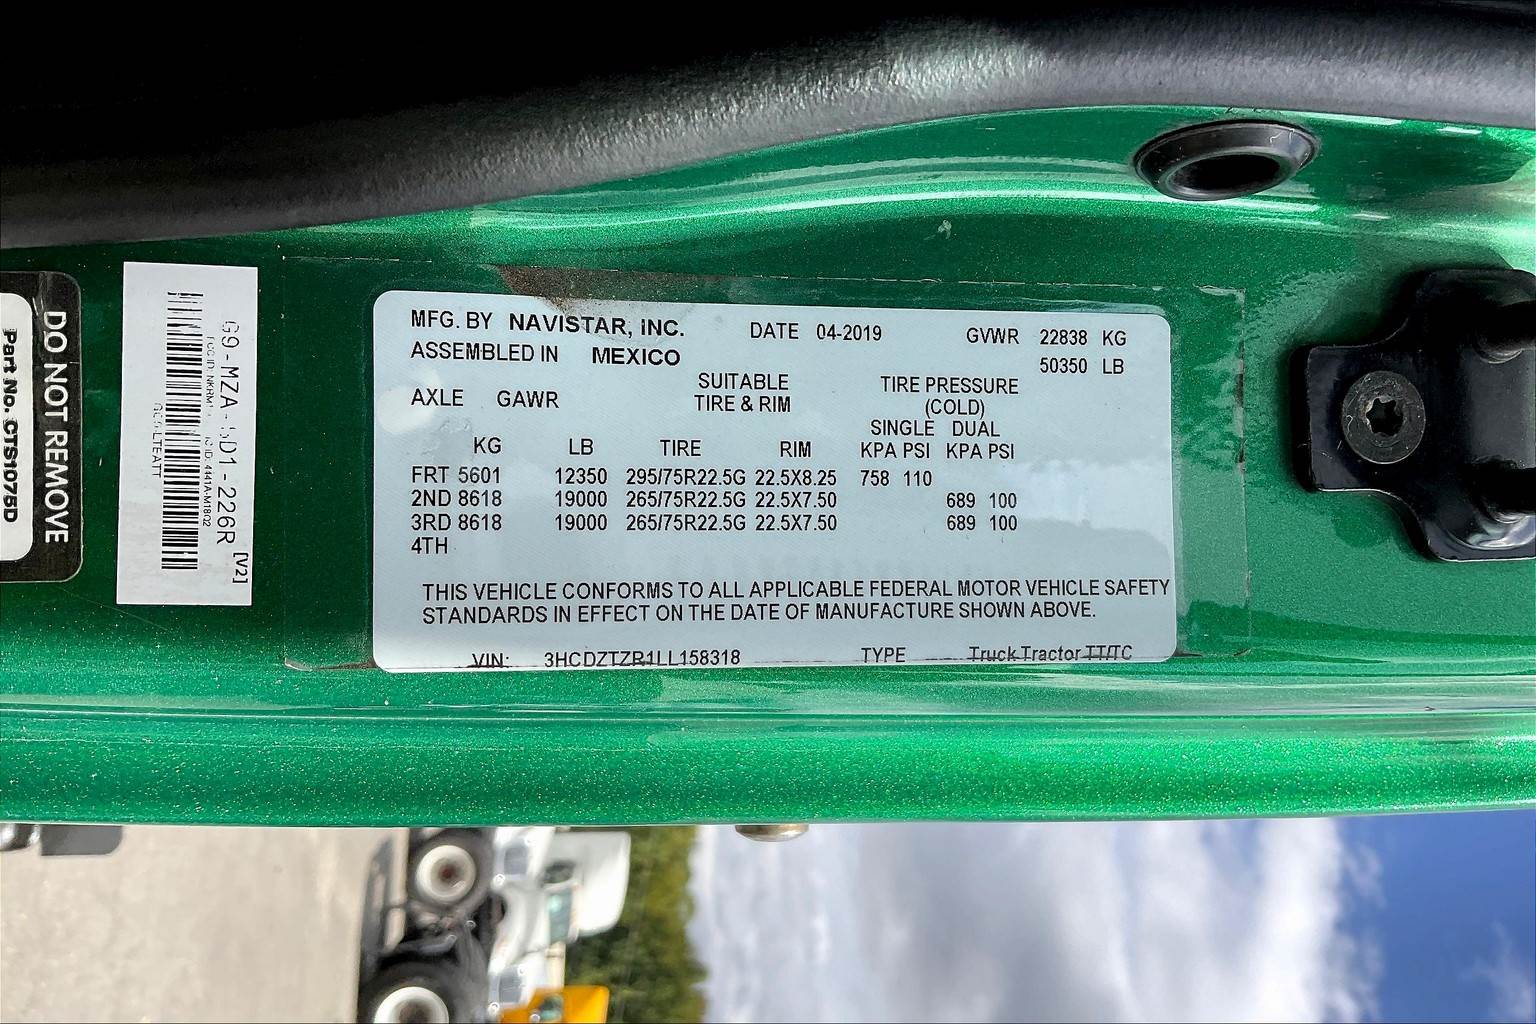 MFG. BY NAVISTAR, INC. DATE 04-2019 GVWR 22838 KG
ASSEMBLED IN MEXICO 50350 LB
AXLE GAWR SUITABLE TIRE & RIM TIRE PRESSURE (COLD)
SINGLE DUAL
KG LB TIRE RIM KPA PSI KPA PSI
FRT 5601 12350 295/75R22.5G 22.5X8.25 758 110
2ND 8618 19000 265/75R22.5G 22.5X7.50 689 100
3RD 8618 19000 265/75R22.5G 22.5X7.50 689 100
4TH
THIS VEHICLE CONFORMS TO ALL APPLICABLE FEDERAL MOTOR VEHICLE SAFETY
STANDARDS IN EFFECT ON THE DATE OF MANUFACTURE SHOWN ABOVE.
VIN: 3HCDZTZR1LL158318 TYPE Truck Tractor TT/TC
DO NOT REMOVE
Part No. CTS1075D
[V2]